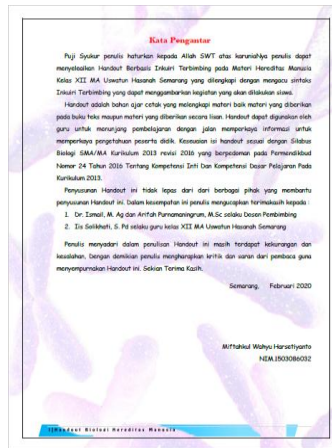 Kata Pengantar
Puji Syukur penulis haturkan kepada Allah SWT atas karuniaNya penulis dapat
menyelesaikan Handout Berbasis Inkuiri Terbimbing pada Materi Hereditas Manusia
Kelas XII MA Uswatun Hasanah Semarang yang dilengkapi dengan mengacu sintaks
Inkuiri Terbimbing yang dapat menggambarkan kegiatan yang akan dilakukan siswa.
Handout adalah bahan ajar cetak yang melengkapi materi baik materi yang diberikan
pada buku teks maupun materi yang diberikan secara lisan. Handout dapat digunakan oleh
guru untuk menunjang pembelajaran dengan jalan memperkaya informasi untuk
memperkaya pengetahuan peserta didik. Kesesuaian isi handout sesuai dengan Silabus
Biologi SMA/MA Kurikulum 2013 revisi 2016 yang berpedoman pada Permendikbud
Nomor 24 Tahun 2016 Tentang Kompetensi Inti Dan Kompetensi Dasar Pelajaran Pada
Kurikulum 2013.
Penyusunan Handout ini tidak lepas dari dari berbagai pihak yang membantu
penyusunan Handout ini. Dalam kesempatan ini penulis mengucapkan terimakasih kepada :
1. Dr. Ismail, M. Ag dan Arifah Purnamaningrum, M.Sc selaku Dosen Pembimbing
2. Iis Solikhati, S. Pd selaku guru kelas XII MA Uswatun Hasanah Semarang
Penulis menyadari dalam penulisan Handout ini masih terdapat kekurangan dan
kesalahan, Dengan demikian penulis mengharapkan kritik dan saran dari pembaca guna
menyempurnakan Handout ini. Sekian Terima Kasih.
Semarang, Februari 2020
Miftahkul Wahyu Harsetiyanto
NIM.1503086032
1|Handout Biologi Hereditas Manusia